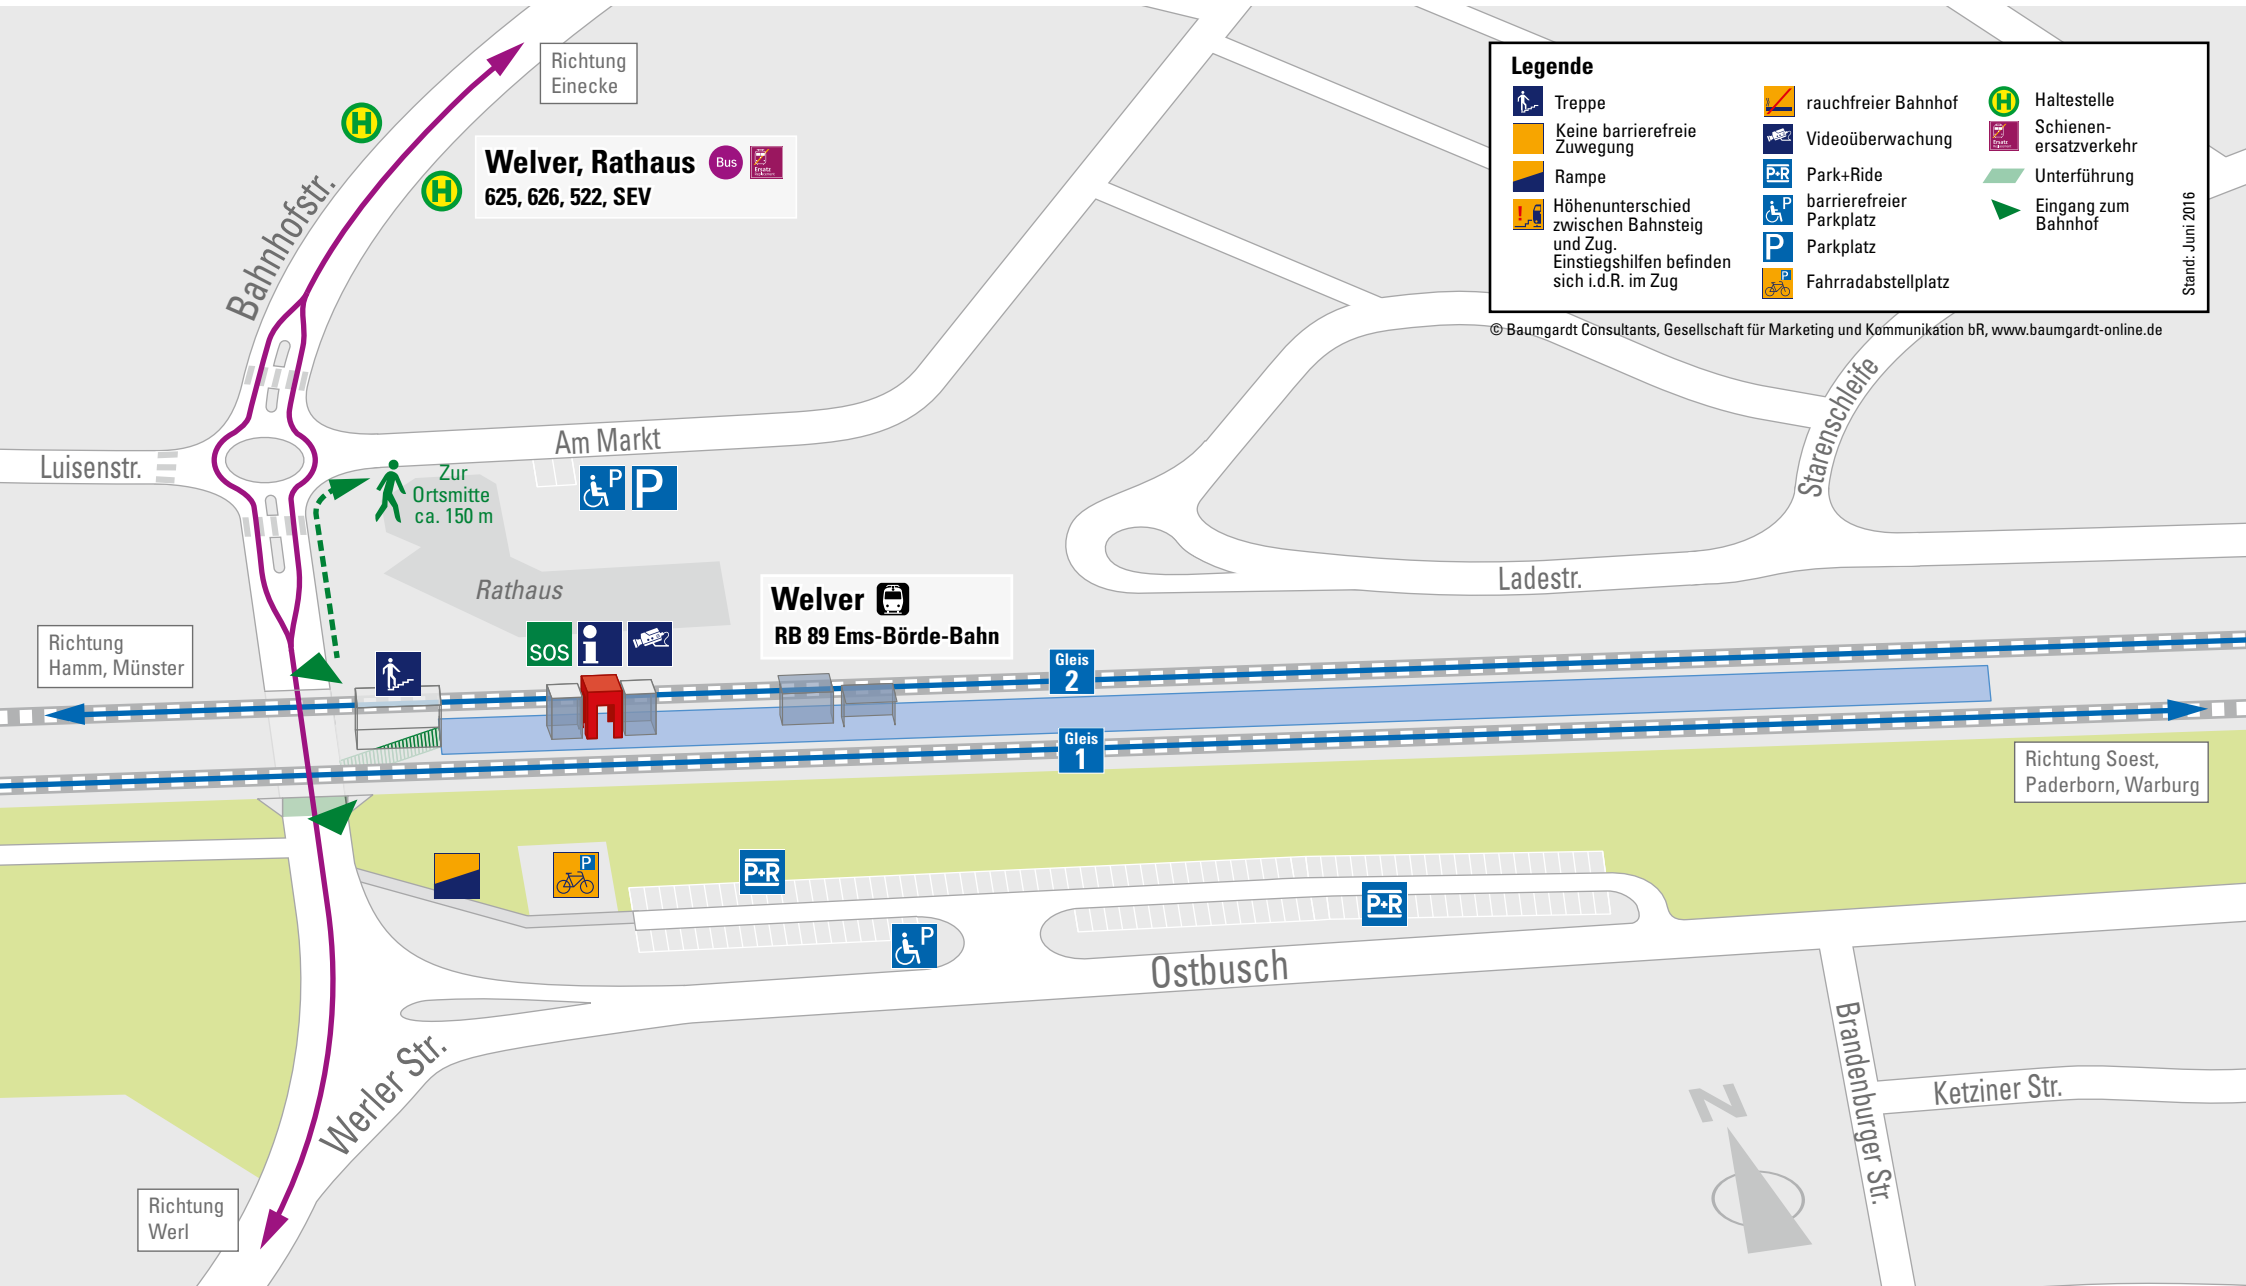 Richtung
Einecke
H
H
Welver, Rathaus
Bus
Ersatz
625, 626, 522, SEV
Bahnhofstr.
Legende
Treppe
Keine barrierefreie
Zuwegung
Rampe
Höhenunterschied
zwischen Bahnsteig
und Zug.
Einstiegshilfen befinden
sich i.d.R. im Zug
rauchfreier Bahnhof
Videoüberwachung
P+R
Park+Ride
P
barrierefreier
Parkplatz
P
Parkplatz
P
Fahrradabstellplatz
H
Haltestelle
Ersatz
Schienen-
ersatzverkehr
Unterführung
Eingang zum
Bahnhof
Stand: Juni 2016
© Baumgardt Consultants, Gesellschaft für Marketing und Kommunikation bR, www.baumgardt-online.de
Luisenstr.
Am Markt
Zur
Ortsmitte
ca. 150 m
P
P
Rathaus
Starenschleife
Ladestr.
Welver
RB 89 Ems-Börde-Bahn
Richtung
Hamm, Münster
SOS
i
Gleis
2
Gleis
1
Richtung Soest,
Paderborn, Warburg
P
P+R
P+R
P
Ostbusch
Werler Str.
Brandenburger Str.
Ketziner Str.
N
Richtung
Werl